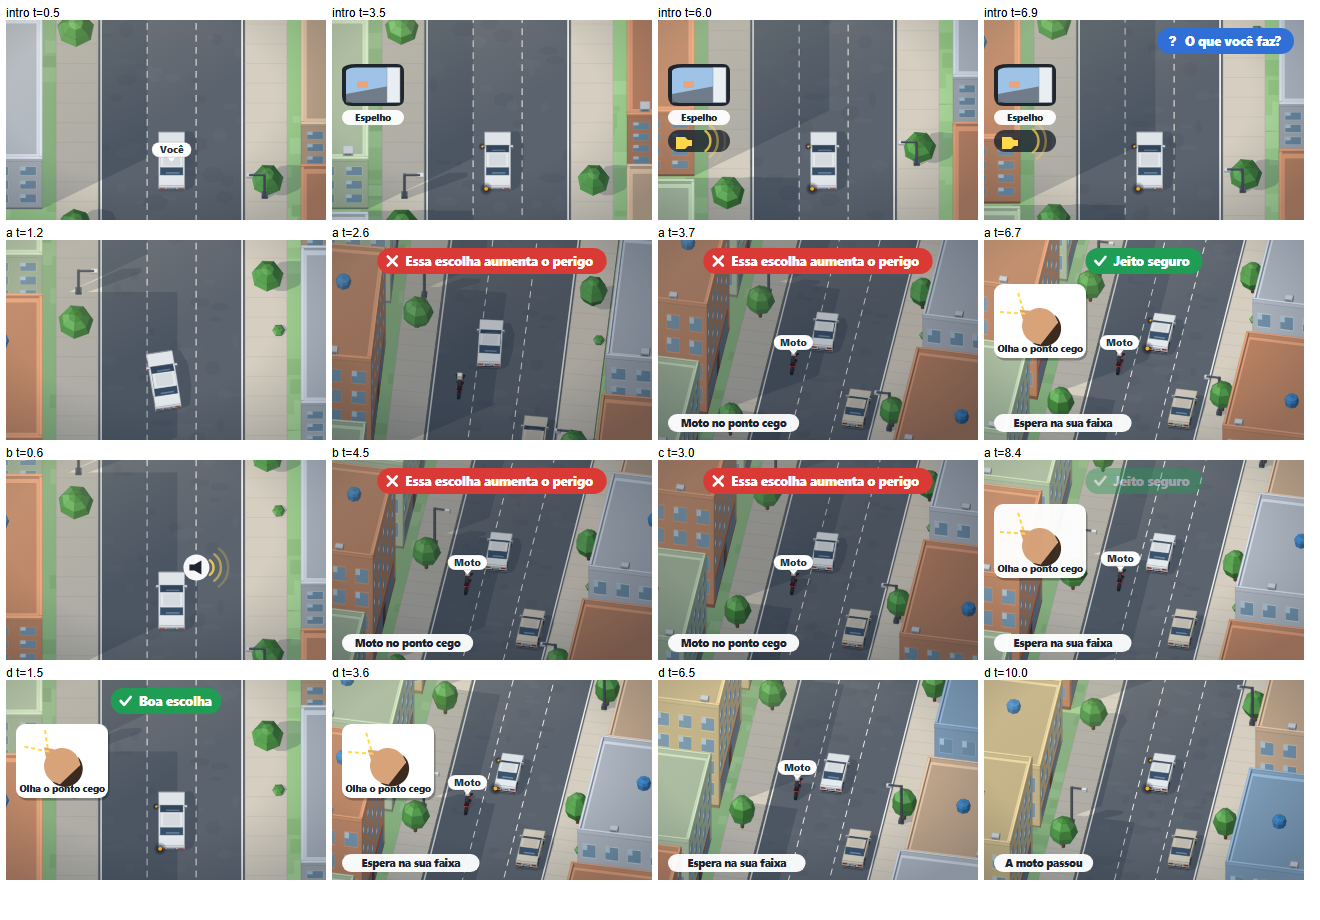 intro t=0.5
intro t=3.5
intro t=6.0
intro t=6.9
Você
Espelho
Espelho
? O que você faz?
Espelho
a t=1.2
a t=2.6
a t=3.7
a t=6.7
Essa escolha aumenta o perigo
Essa escolha aumenta o perigo
Moto
Moto no ponto cego
Jeito seguro
Olha o ponto cego
Moto
Espera na sua faixa
b t=0.6
b t=4.5
c t=3.0
a t=8.4
Essa escolha aumenta o perigo
Moto
Moto no ponto cego
Essa escolha aumenta o perigo
Moto
Moto no ponto cego
Jeito seguro
Olha o ponto cego
Moto
Espera na sua faixa
d t=1.5
d t=3.6
d t=6.5
d t=10.0
Boa escolha
Olha o ponto cego
Olha o ponto cego
Moto
Espera na sua faixa
Moto
Espera na sua faixa
A moto passou